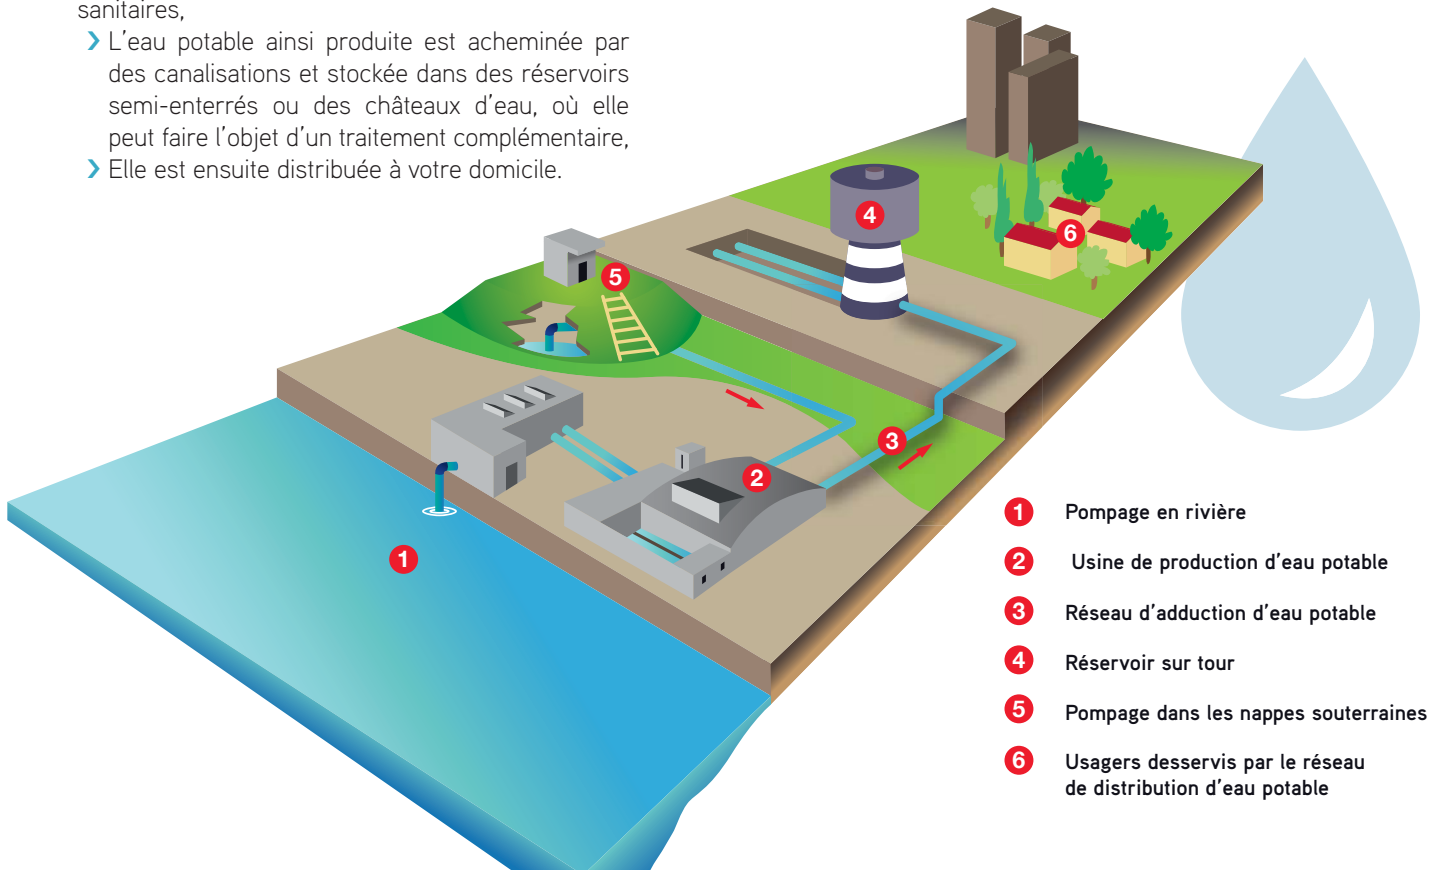 sanitaires,
› L'eau potable ainsi produite est acheminée par
des canalisations et stockée dans des réservoirs
semi-enterrés ou des châteaux d'eau, où elle
peut faire l'objet d'un traitement complémentaire,
› Elle est ensuite distribuée à votre domicile.
4
6
5
3
2
1
1 Pompage en rivière
2 Usine de production d'eau potable
3 Réseau d'adduction d'eau potable
4 Réservoir sur tour
5 Pompage dans les nappes souterraines
6 Usagers desservis par le réseau
de distribution d'eau potable